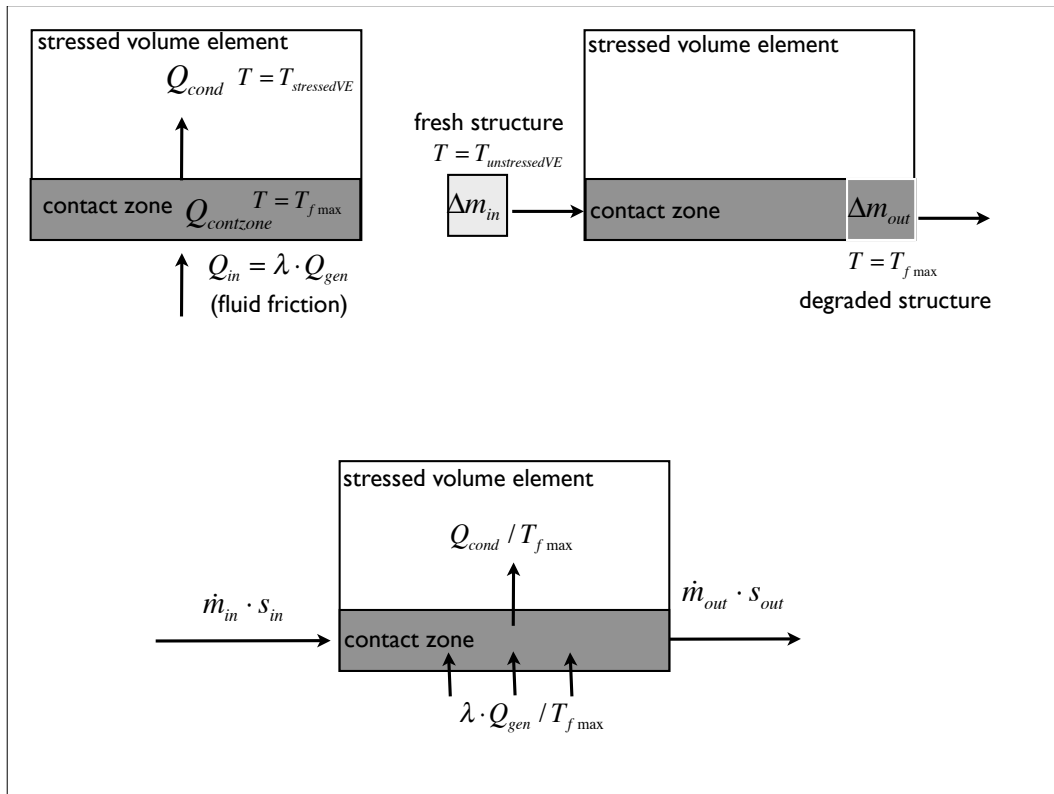 stressed volume element
Q_cond T = T_stressedVE
contact zone Q_contzone T = T_f max
Q_in = λ · Q_gen
(fluid friction)
stressed volume element
fresh structure
T = T_unstressedVE
Δm_in
contact zone
Δm_out
T = T_f max
degraded structure
stressed volume element
Q_cond / T_f max
ṁ_in · s_in
ṁ_out · s_out
contact zone
λ · Q_gen / T_f max